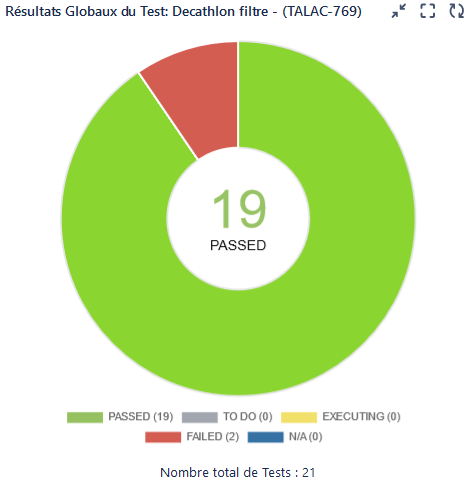 Résultats Globaux du Test: Decathlon filtre - (TALAC-769)
19
PASSED
PASSED (19) TO DO (0) EXECUTING (0)
FAILED (2) N/A (0)
Nombre total de Tests : 21